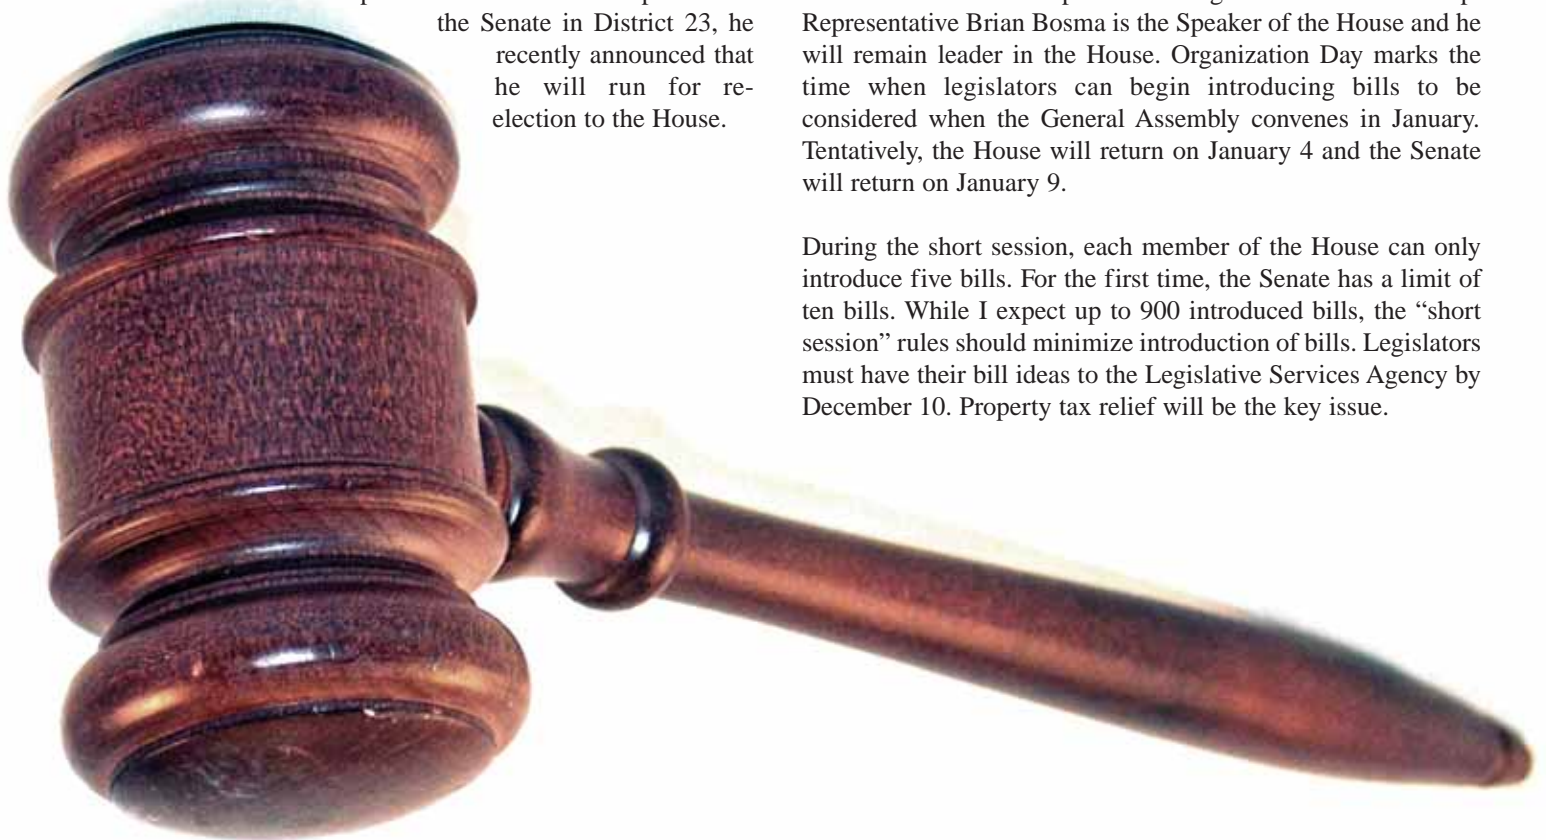 the Senate in District 23, he
recently announced that
he will run for re-
election to the House.
Representative Brian Bosma is the Speaker of the House and he
will remain leader in the House. Organization Day marks the
time when legislators can begin introducing bills to be
considered when the General Assembly convenes in January.
Tentatively, the House will return on January 4 and the Senate
will return on January 9.
During the short session, each member of the House can only
introduce five bills. For the first time, the Senate has a limit of
ten bills. While I expect up to 900 introduced bills, the “short
session” rules should minimize introduction of bills. Legislators
must have their bill ideas to the Legislative Services Agency by
December 10. Property tax relief will be the key issue.